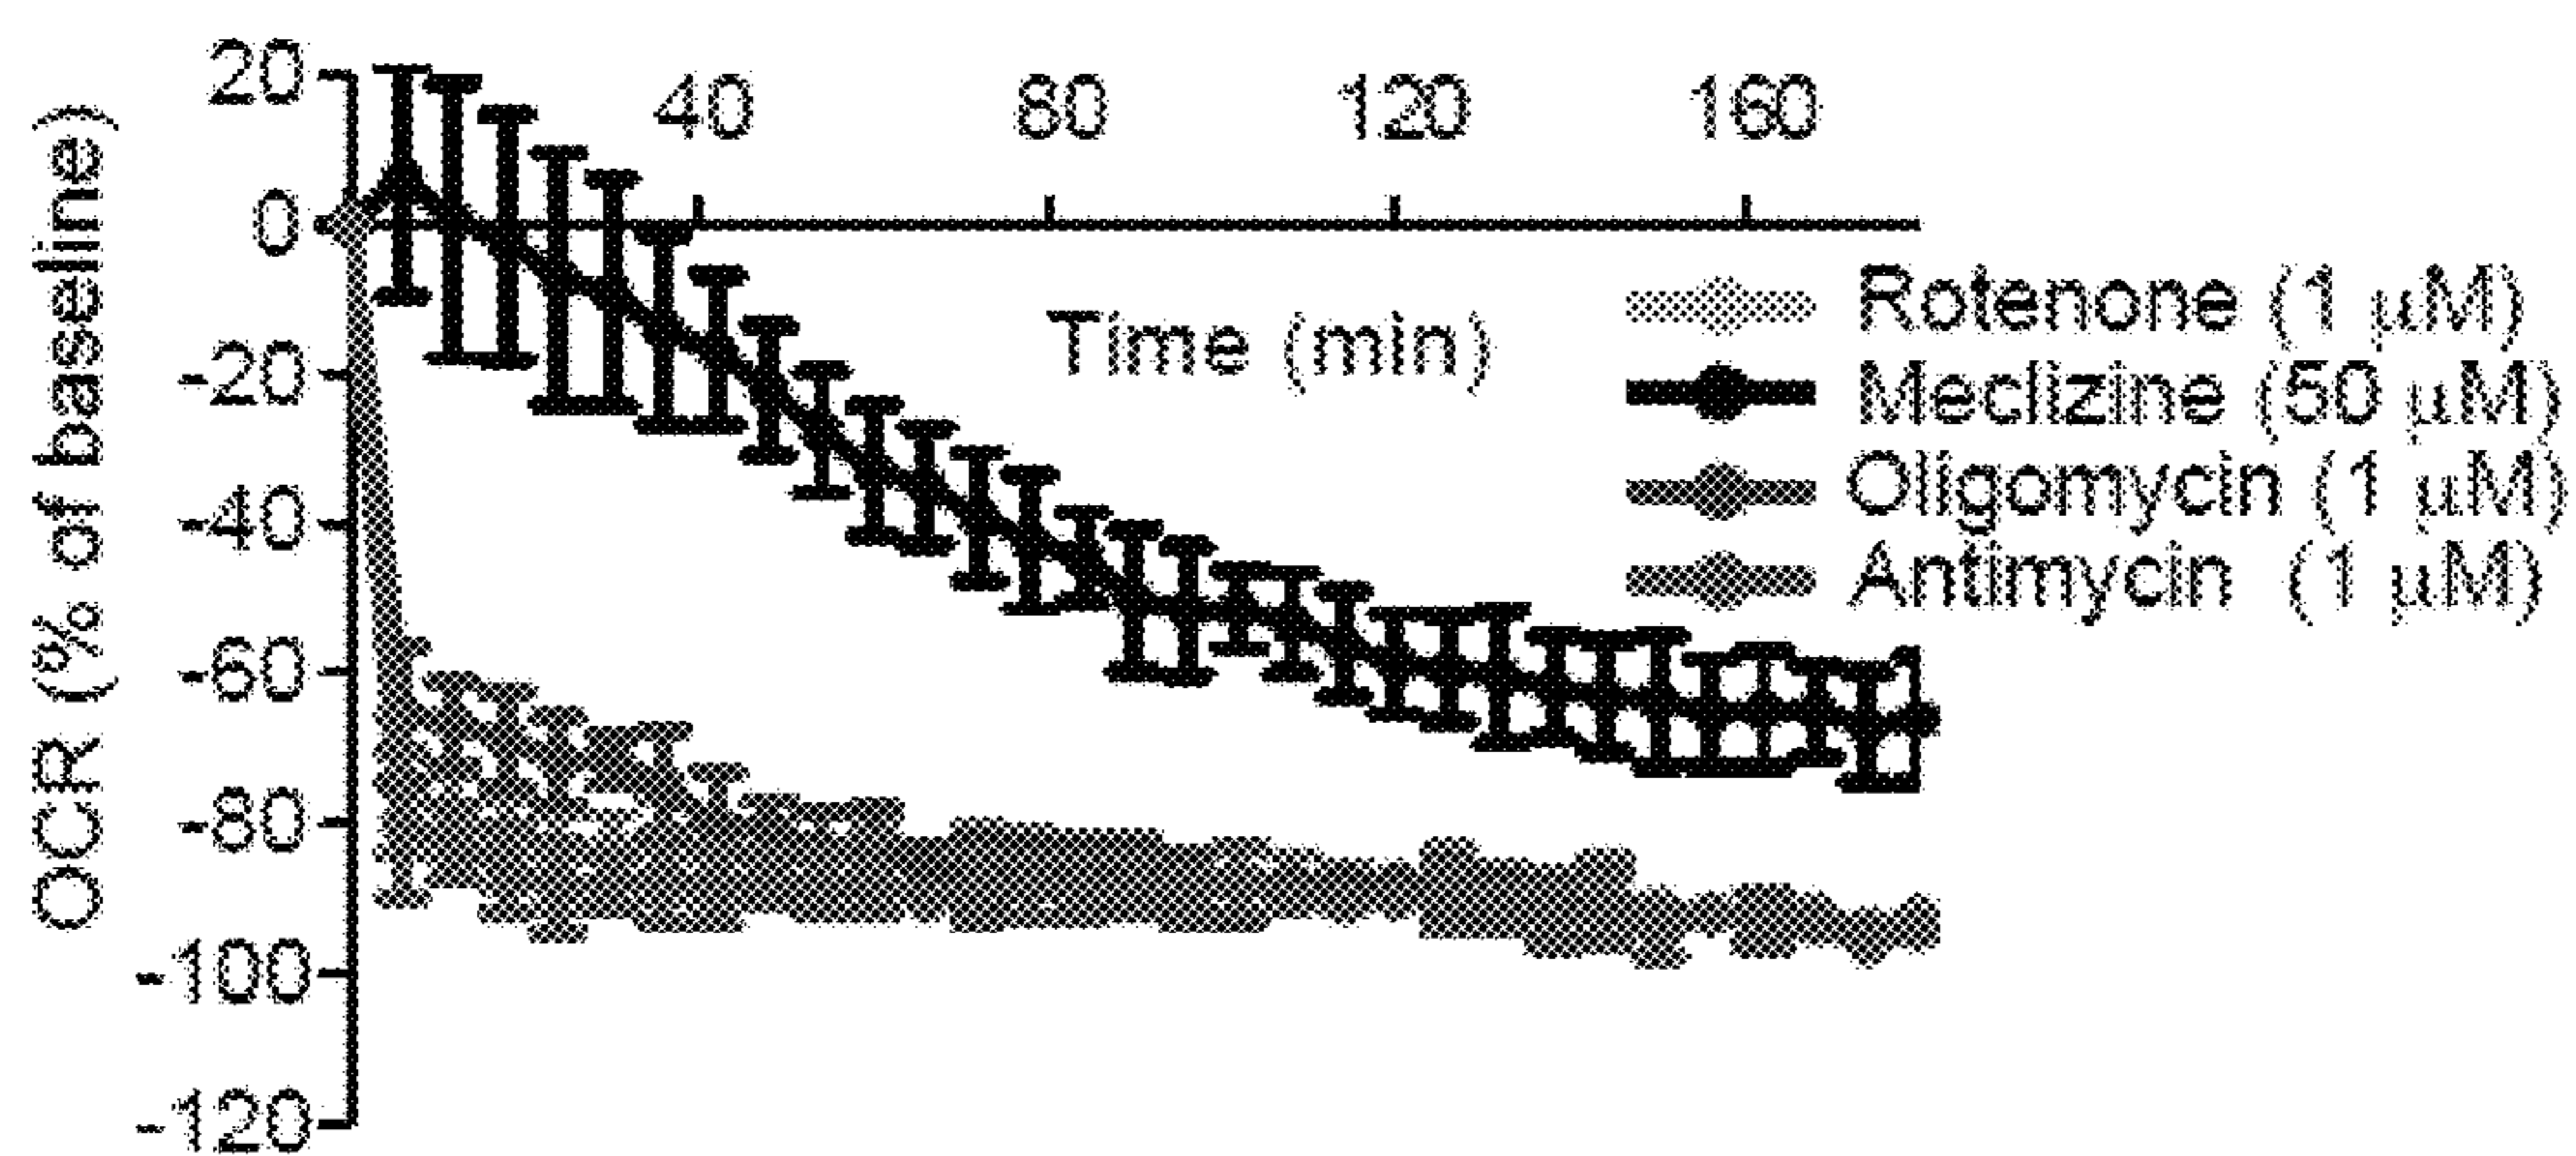 OCR (% of baseline)
20
0
-20
-40
-60
-80
-100
-120
40 80 120 160
Time (min)
Rotenone (1 μM)
Meclizine (50 μM)
Oligomycin (1 μM)
Antimycin (1 μM)